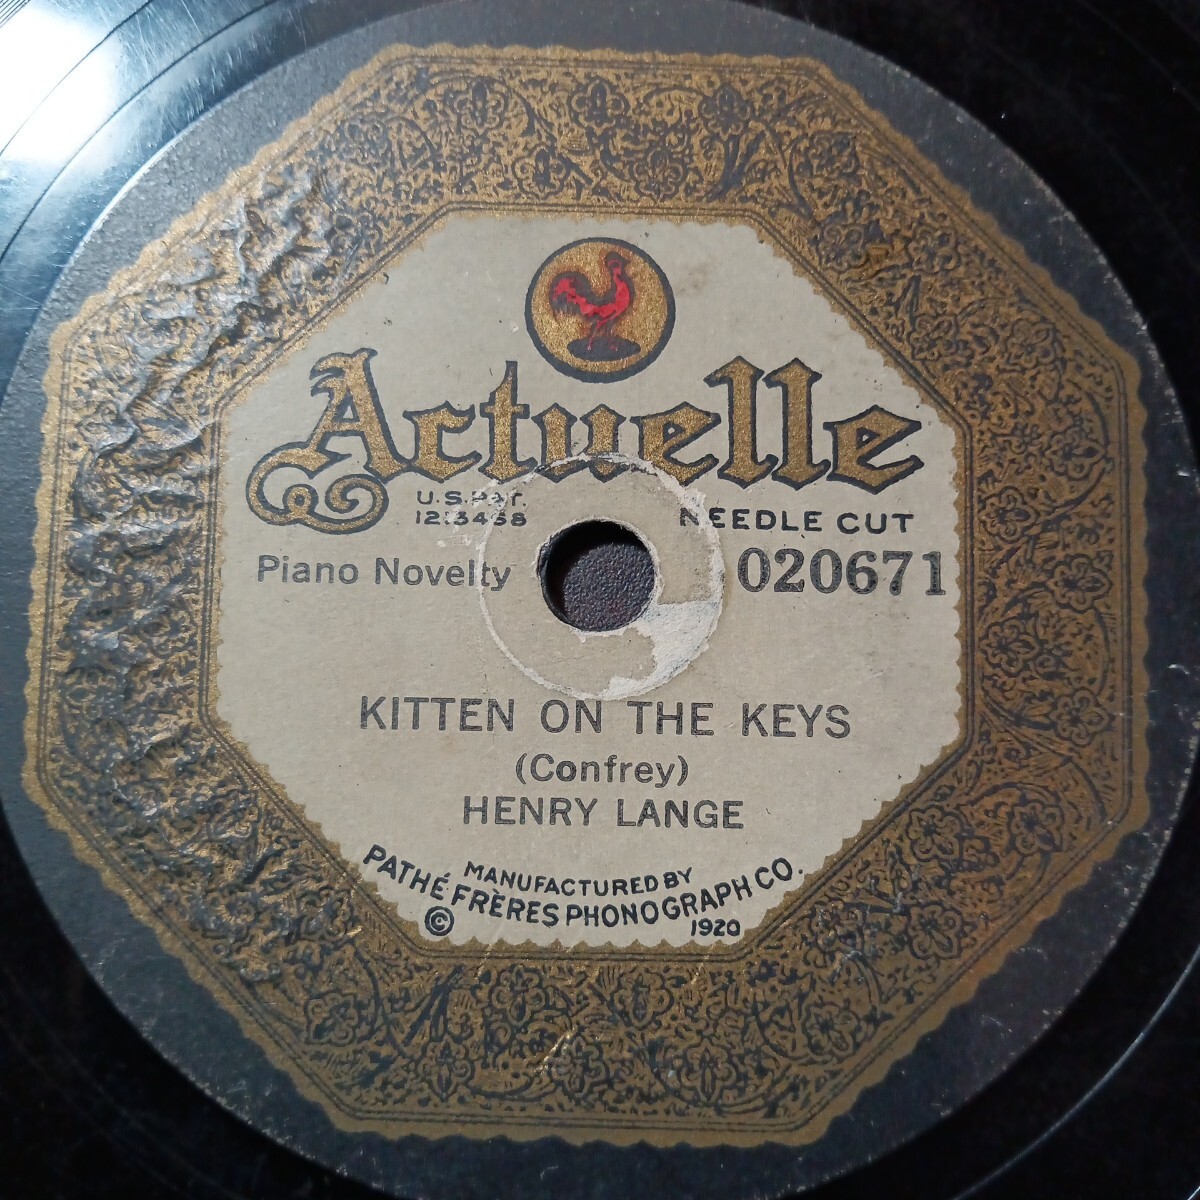 Actuelle
U.S. PAT.
1213468
NEEDLE CUT
Piano Novelty
020671
KITTEN ON THE KEYS
(Confrey)
HENRY LANGE
MANUFACTURED BY
PATHÉ FRÈRES PHONOGRAPH CO.
© 1920